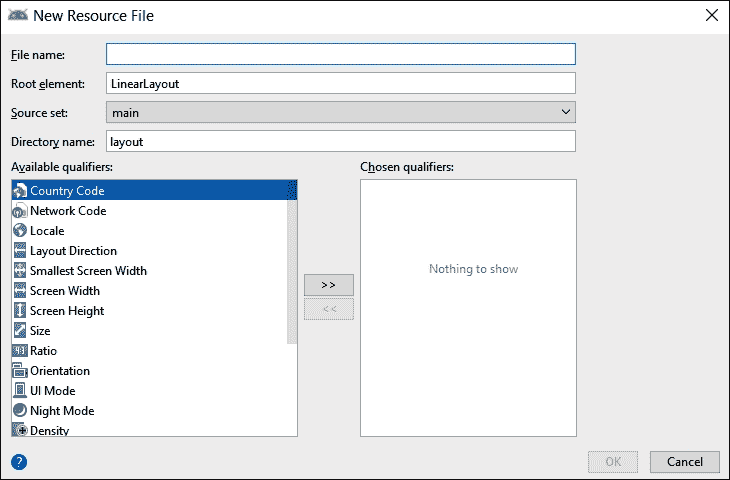 New Resource File
File name:
Root element: LinearLayout
Source set: main
Directory name: layout
Available qualifiers:
Chosen qualifiers:
Country Code
Network Code
Locale
Layout Direction
Smallest Screen Width
Screen Width
Screen Height
Size
Ratio
Orientation
UI Mode
Night Mode
Density
Nothing to show
>>
<<
?
OK
Cancel